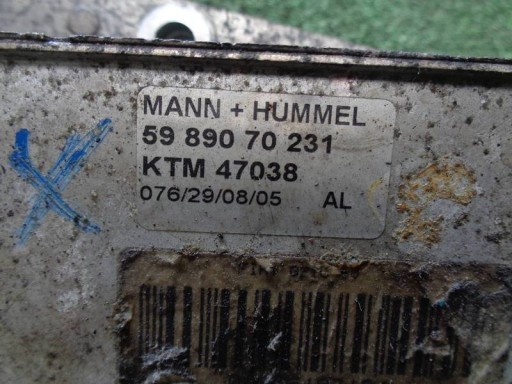 MANN + HUMMEL
59 890 70 231
KTM 47038
076/29/08/05 AL